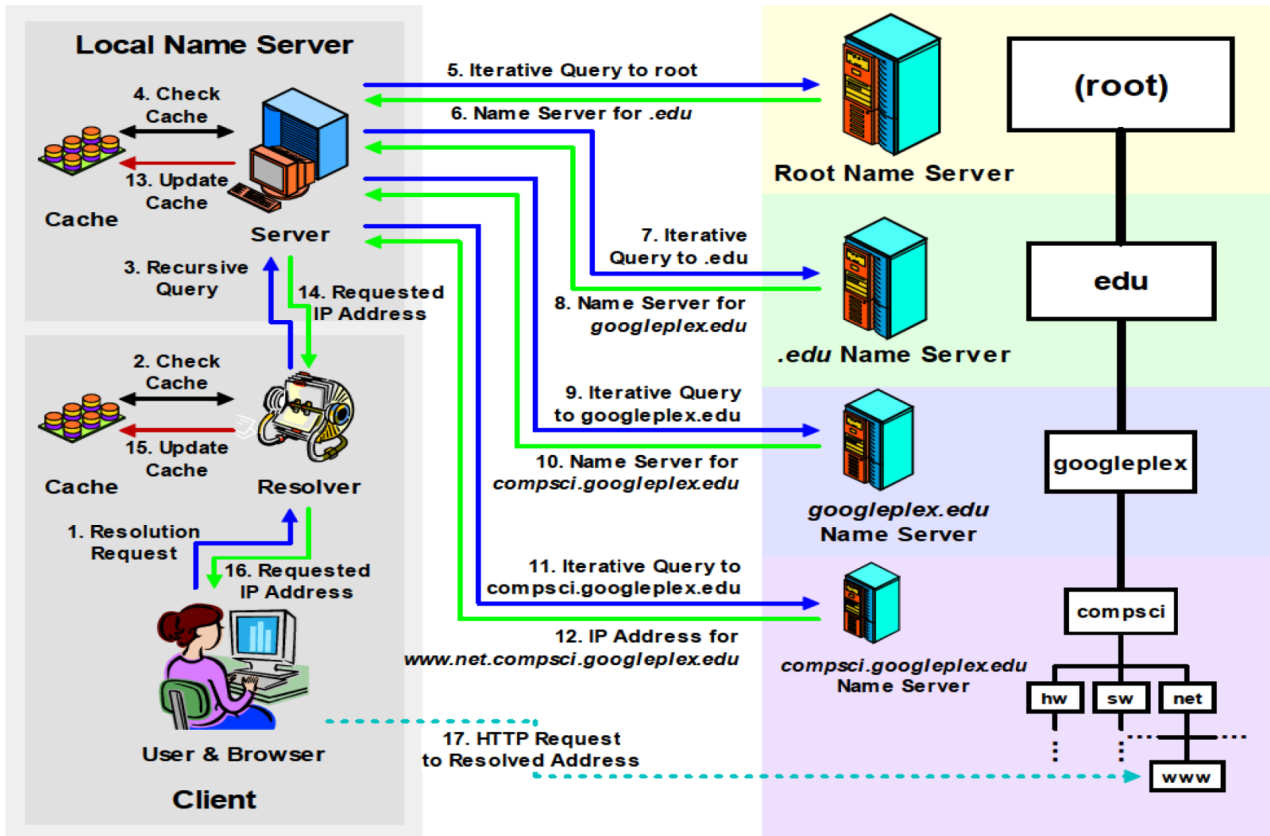 Local Name Server
4. Check
Cache
13. Update
Cache
Cache
Server
3. Recursive
Query
14. Requested
IP Address
2. Check
Cache
15. Update
Cache
Cache
Resolver
1. Resolution
Request
16. Requested
IP Address
User & Browser
Client
5. Iterative Query to root
6. Name Server for .edu
7. Iterative
Query to .edu
8. Name Server for
googleplex.edu
9. Iterative Query
to googleplex.edu
10. Name Server for
compsci.googleplex.edu
11. Iterative Query to
compsci.googleplex.edu
12. IP Address for
www.net.compsci.googleplex.edu
17. HTTP Request
to Resolved Address
Root Name Server
.edu Name Server
googleplex.edu
Name Server
compsci.googleplex.edu
Name Server
(root)
edu
googleplex
compsci
hw
sw
net
www